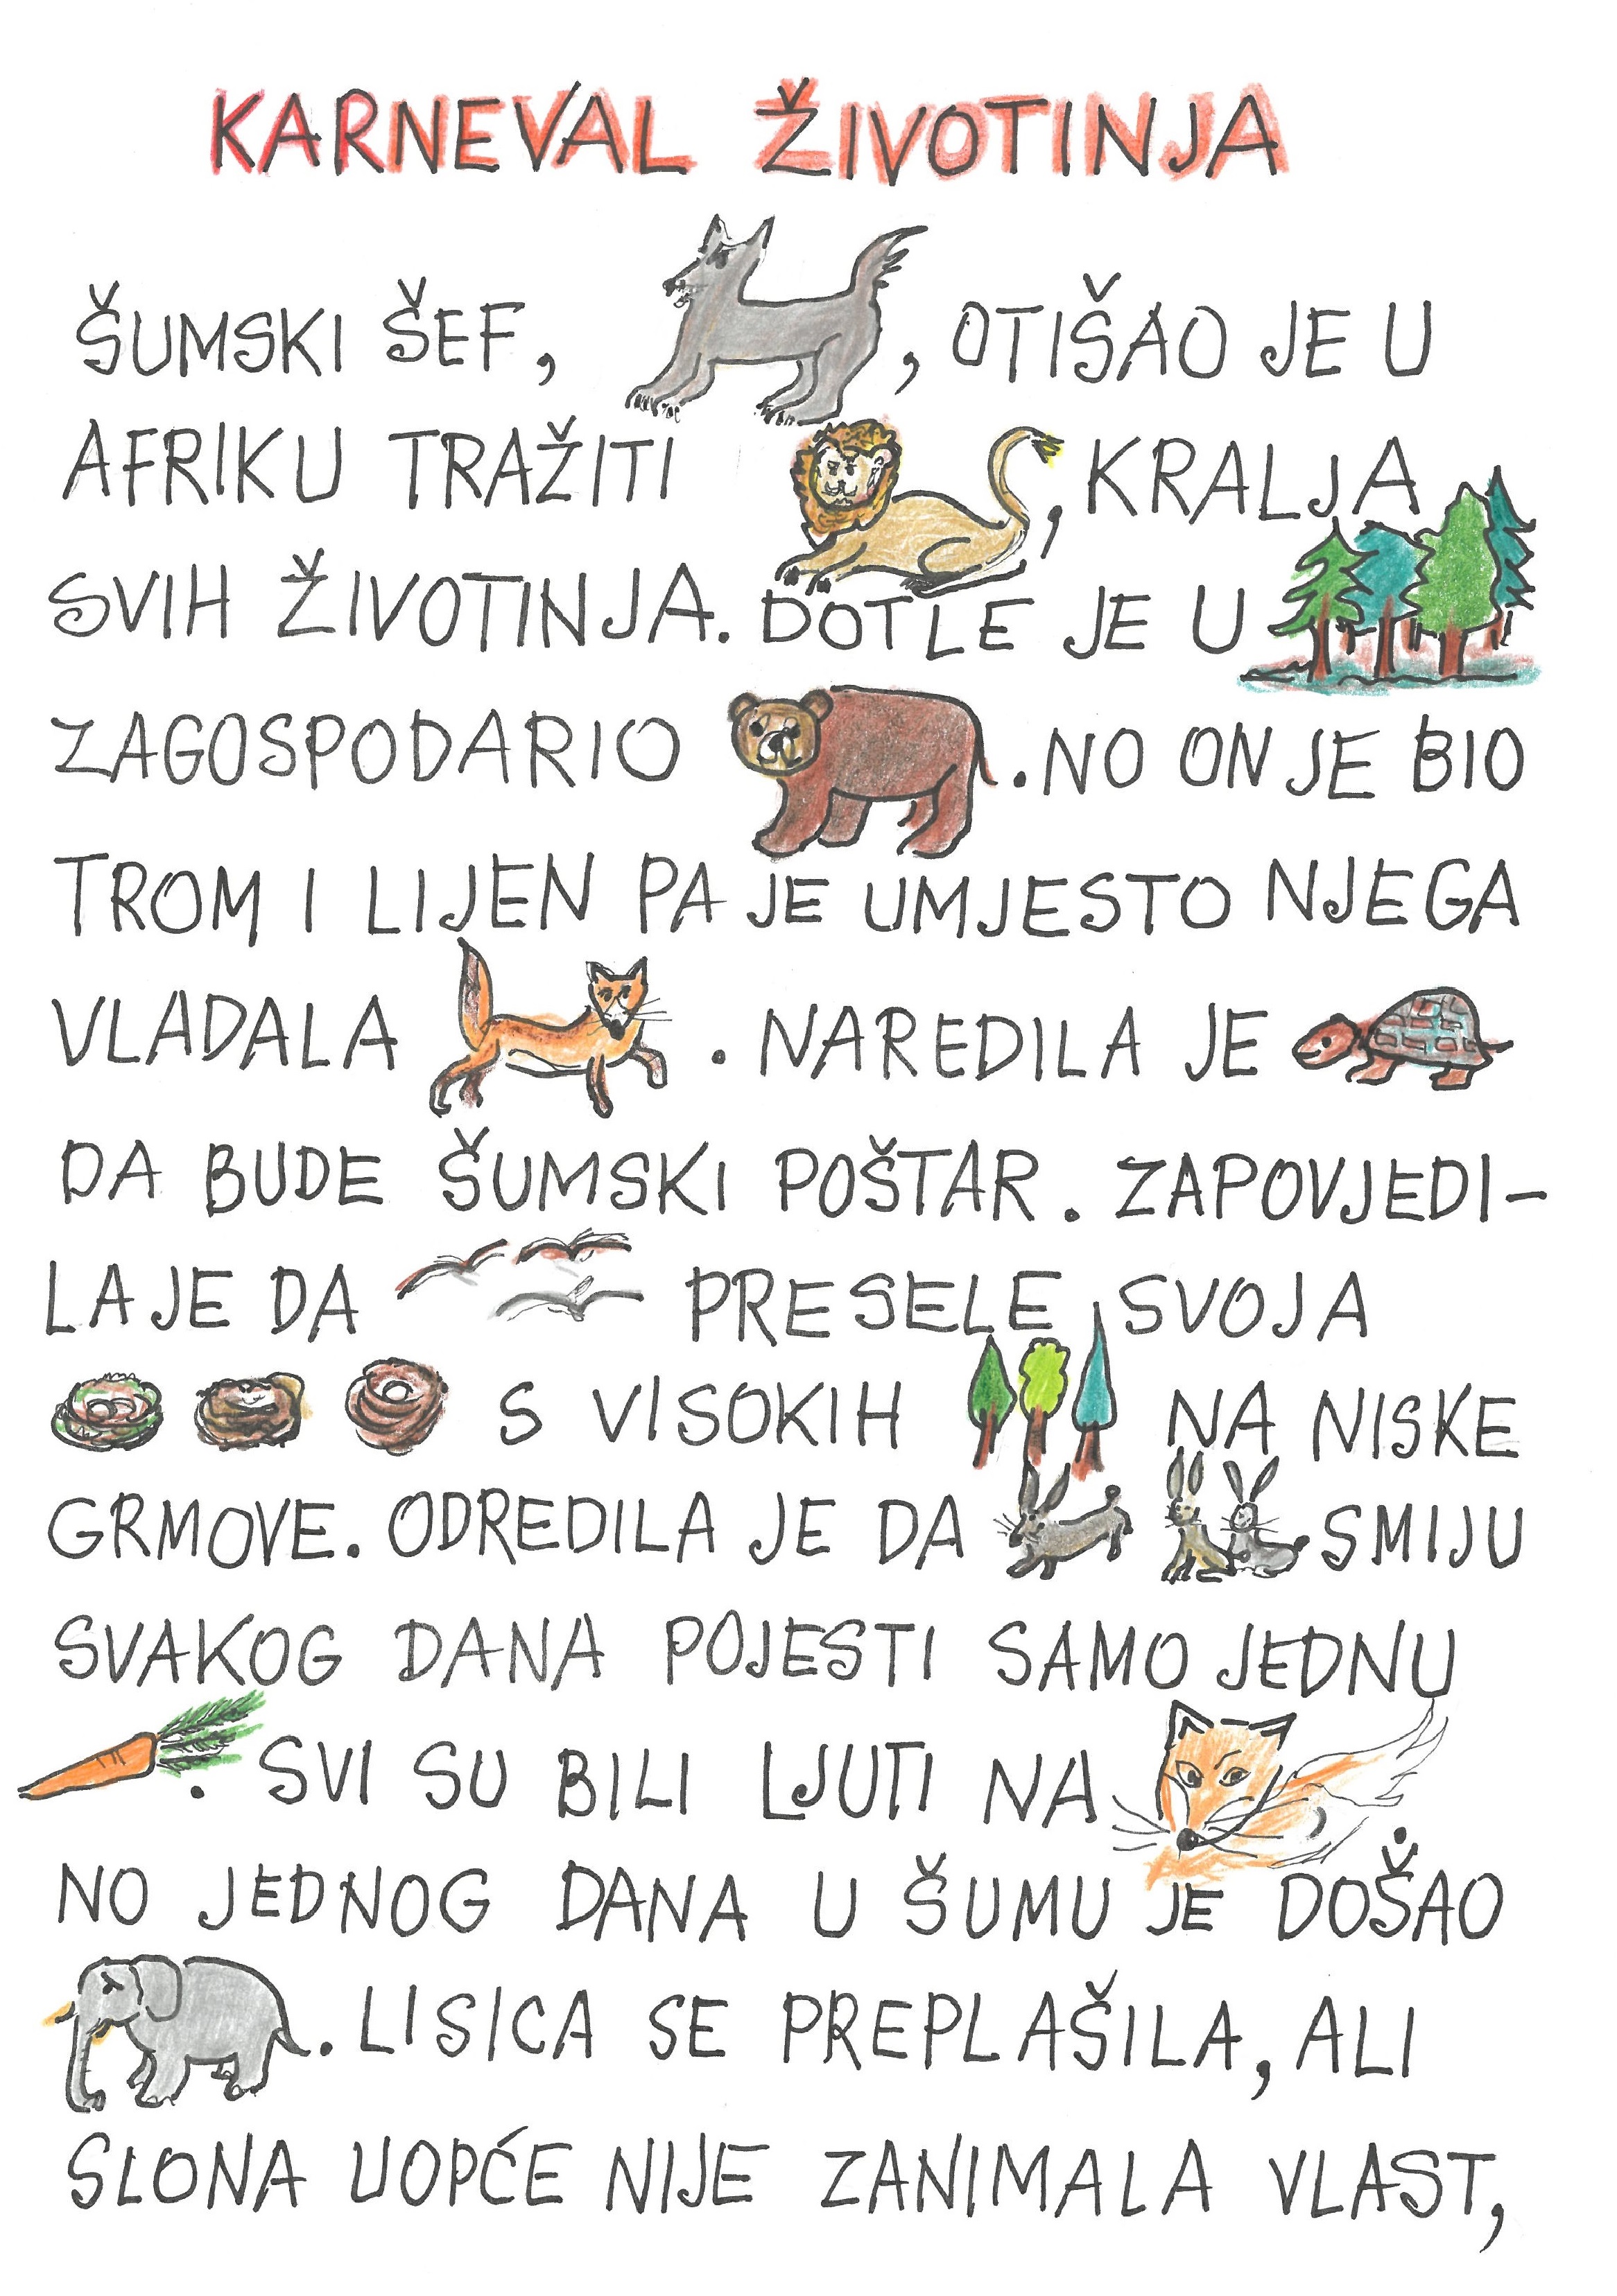 KARNEVAL ŽIVOTINJA
ŠUMSKI ŠEF, , OTIŠAO JE U
AFRIKU TRAŽITI , KRALJA
SVIH ŽIVOTINJA. DOTLE JE U
ZAGOSPODARIO . NO ON JE BIO
TROM I LIJEN PA JE UMJESTO NJEGA
VLADALA . NAREDILA JE
DA BUDE ŠUMSKI POŠTAR. ZAPOVJEDI-
LA JE DA PRESELE SVOJA
S VISOKIH NA NISKE
GRMOVE. ODREDILA JE DA SMIJU
SVAKOG DANA POJESTI SAMO JEDNU
. SVI SU BILI LJUTI NA .
NO JEDNOG DANA U ŠUMU JE DOŠAO
. LISICA SE PREPLAŠILA, ALI
SLONA UOPĆE NIJE ZANIMALA VLAST,